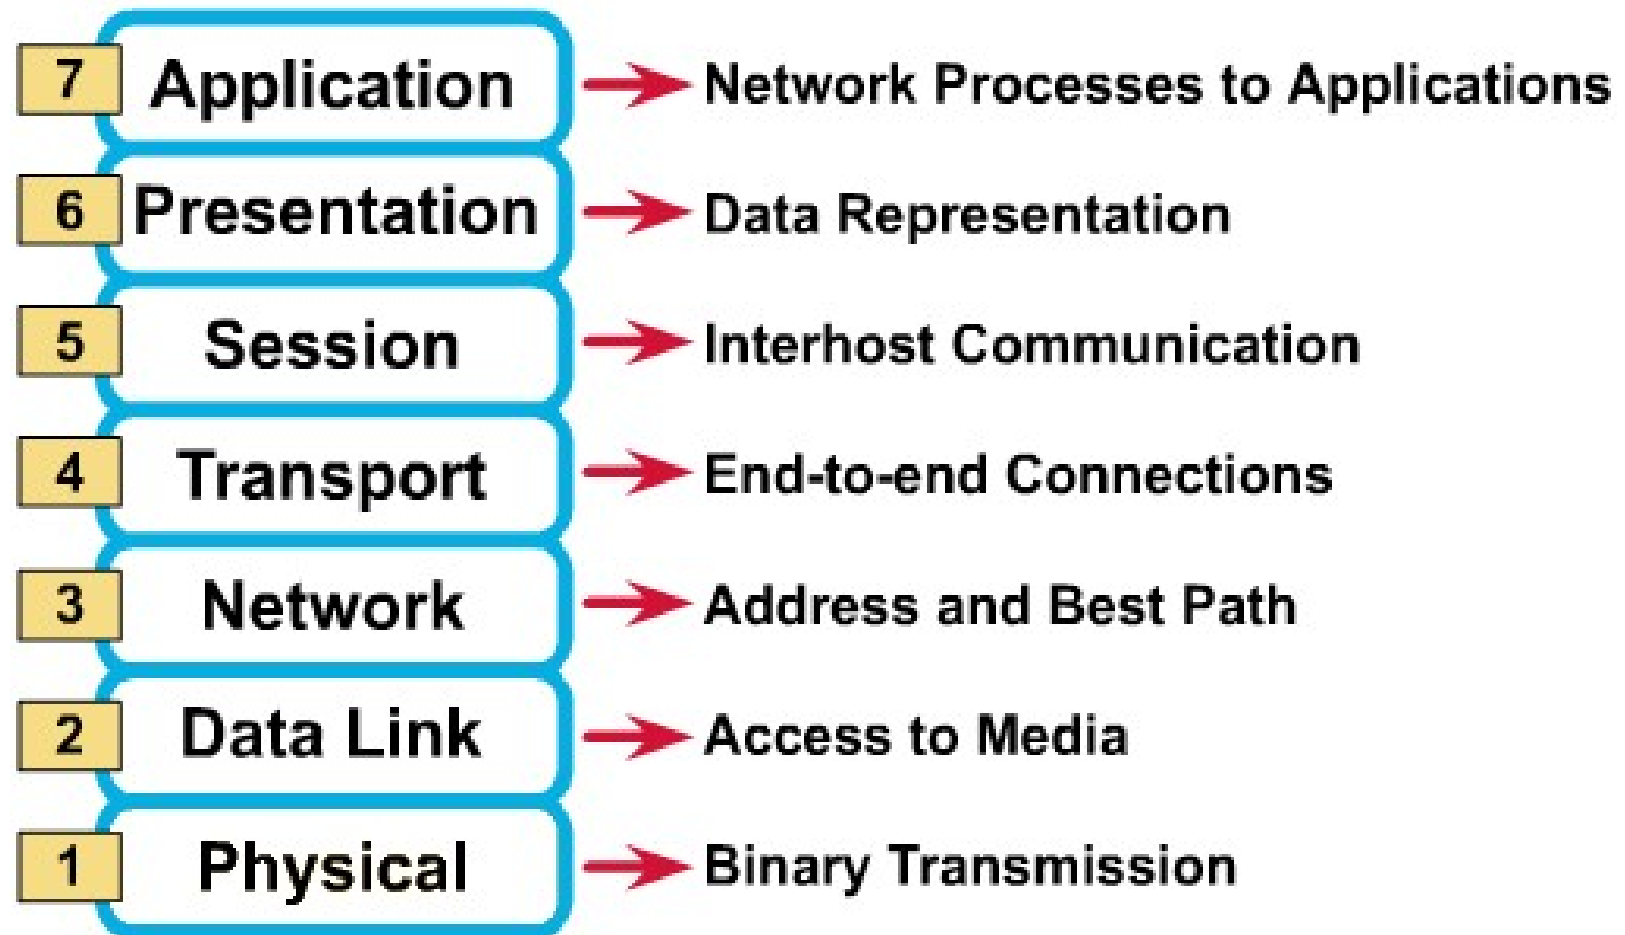 7 Application Network Processes to Applications
6 Presentation Data Representation
5 Session Interhost Communication
4 Transport End-to-end Connections
3 Network Address and Best Path
2 Data Link Access to Media
1 Physical Binary Transmission